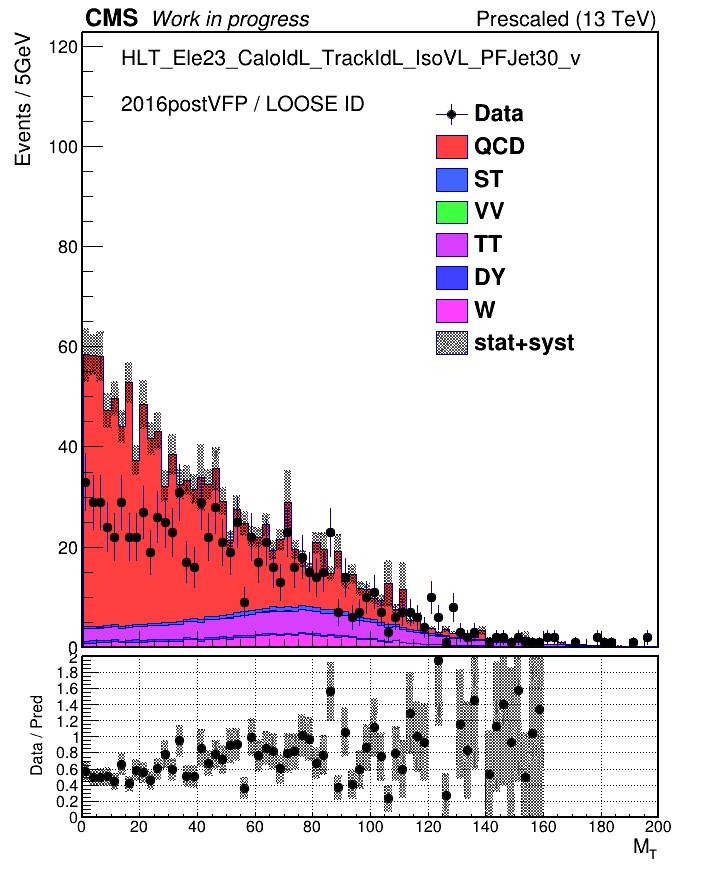 CMS Work in progress Prescaled (13 TeV)
HLT_Ele23_CaloIdL_TrackIdL_IsoVL_PFJet30_v
2016postVFP / LOOSE ID
Events / 5GeV
Data
QCD
ST
VV
TT
DY
W
stat+syst
120
100
80
60
40
20
0
Data / Pred
2
1.8
1.6
1.4
1.2
1
0.8
0.6
0.4
0.2
0
0 20 40 60 80 100 120 140 160 180 200
M_T